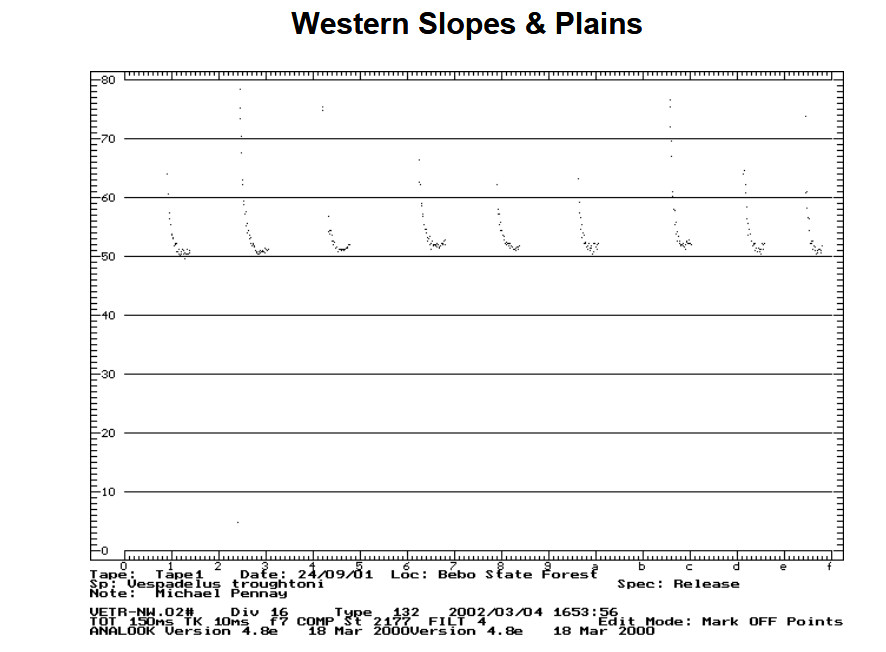 Western Slopes & Plains
80
70
60
50
40
30
20
10
0
0 1 2 3 4 5 6 7 8 9 a b c d e f
Tape: Tape1 Date: 24/09/01 Loc: Bebo State Forest
Sp: Vespadelus troughtoni Spec: Release
Note: Michael Pennay
VETR-NW.02# Div 16 Type 132 2002/03/04 1653:56
TOT 150ms TK 10ms f7 COMP St 2177 FILT 4 Edit Mode: Mark OFF Points
ANALOOK Version 4.8e 18 Mar 2000Version 4.8e 18 Mar 2000